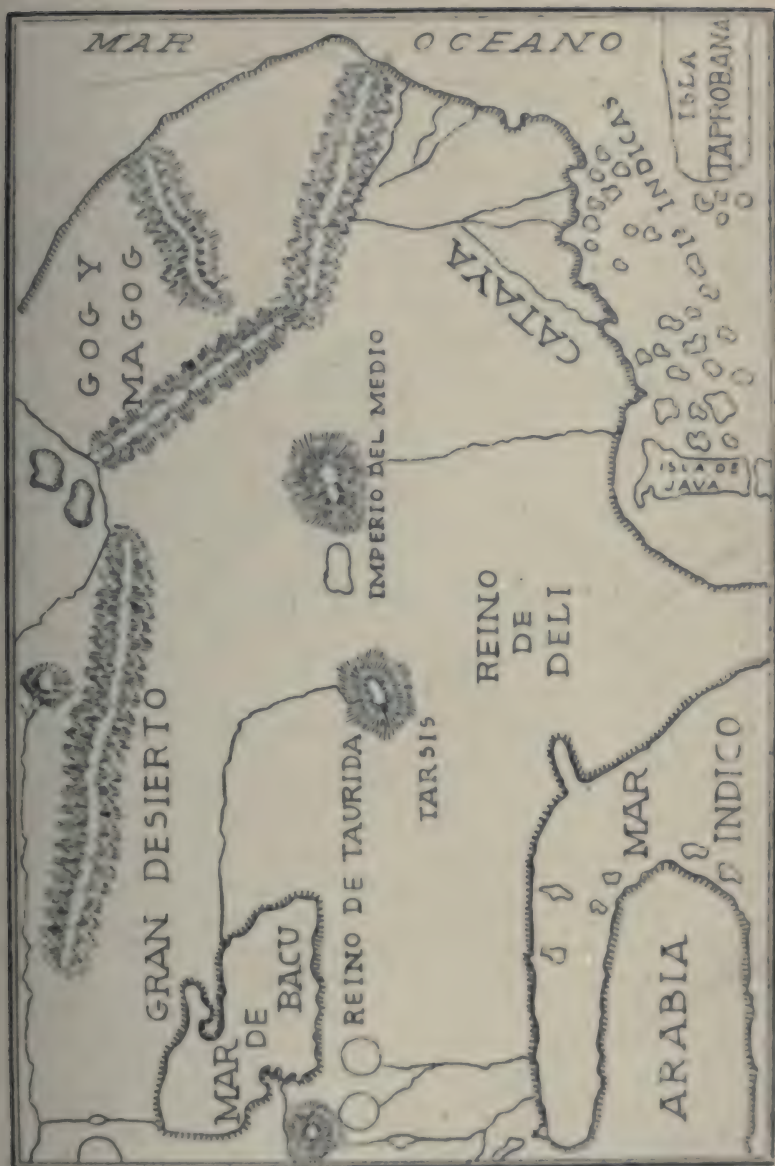 MAR OCEANO
ISLA
TAPROBANA
Iˢ INDICAS
GOG Y
MAGOG
CATAYA
IMPERIO DEL MEDIO
ISLA DE
JAVA
REINO
DE
DELI
GRAN DESIERTO
TARSIS
REINO DE TAURIDA
MAR
DE
BACU
MAR
INDICO
ARABIA